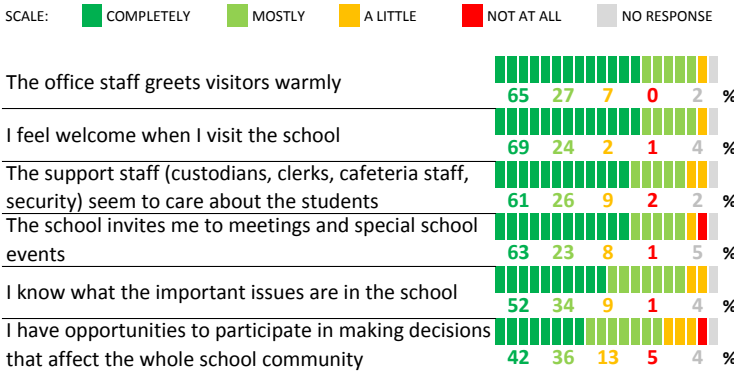 SCALE: COMPLETELY MOSTLY A LITTLE NOT AT ALL NO RESPONSE
The office staff greets visitors warmly
65 27 7 0 2 %
I feel welcome when I visit the school
69 24 2 1 4 %
The support staff (custodians, clerks, cafeteria staff,
security) seem to care about the students
61 26 9 2 2 %
The school invites me to meetings and special school
events
63 23 8 1 5 %
I know what the important issues are in the school
52 34 9 1 4 %
I have opportunities to participate in making decisions
that affect the whole school community
42 36 13 5 4 %